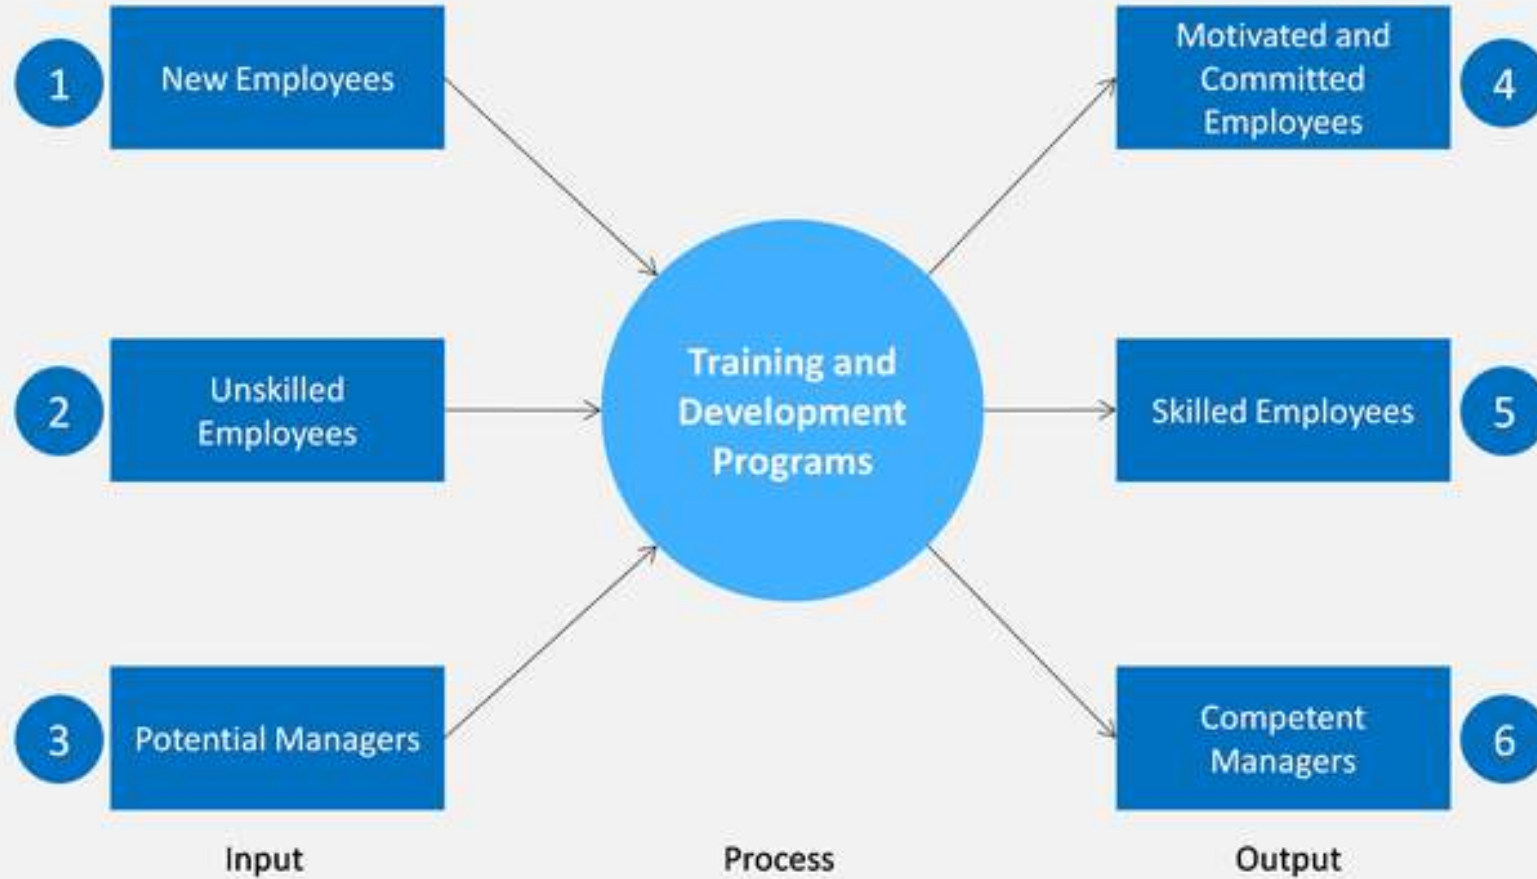 1
New Employees
2
Unskilled
Employees
3
Potential Managers
Input
Training and
Development
Programs
Process
Motivated and
Committed
Employees
4
Skilled Employees
5
Competent
Managers
6
Output